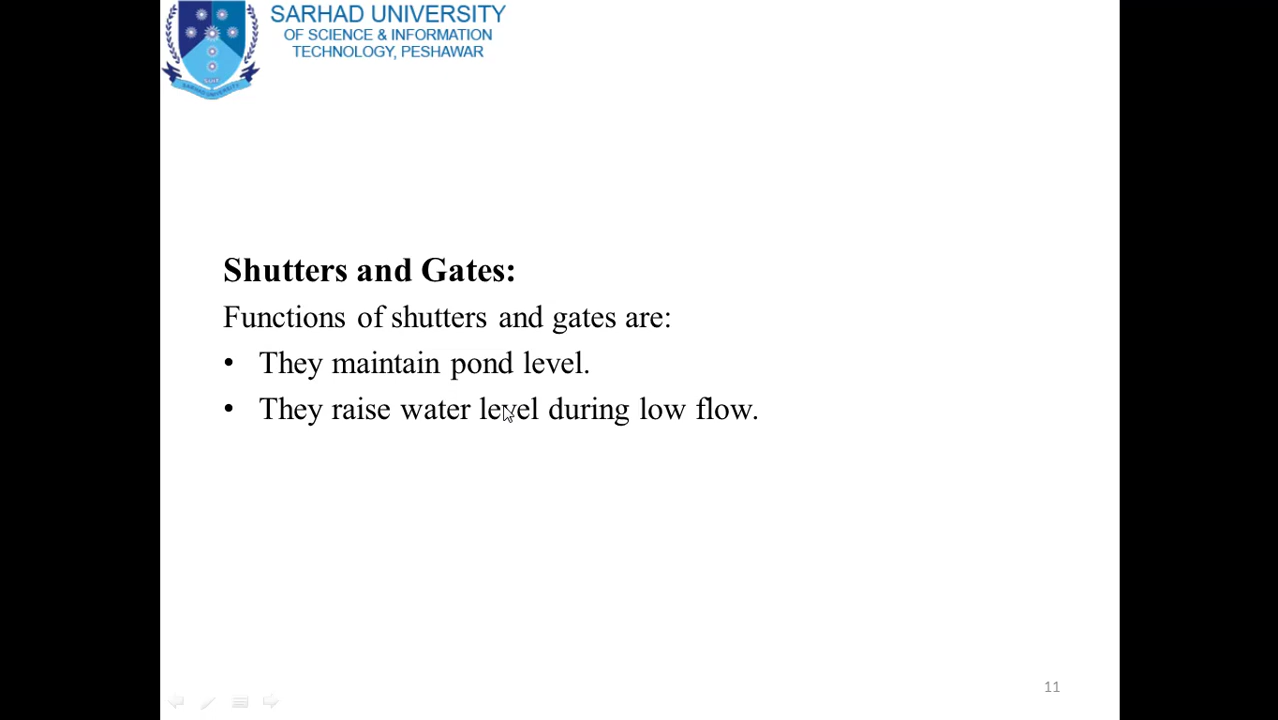 SARHAD UNIVERSITY
OF SCIENCE & INFORMATION
TECHNOLOGY, PESHAWAR
Shutters and Gates:
Functions of shutters and gates are:
• They maintain pond level.
• They raise water level during low flow.
11